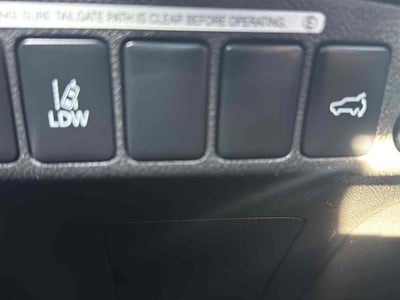 SURE TAILGATE PATH IS CLEAR BEFORE OPERATING.
LDW